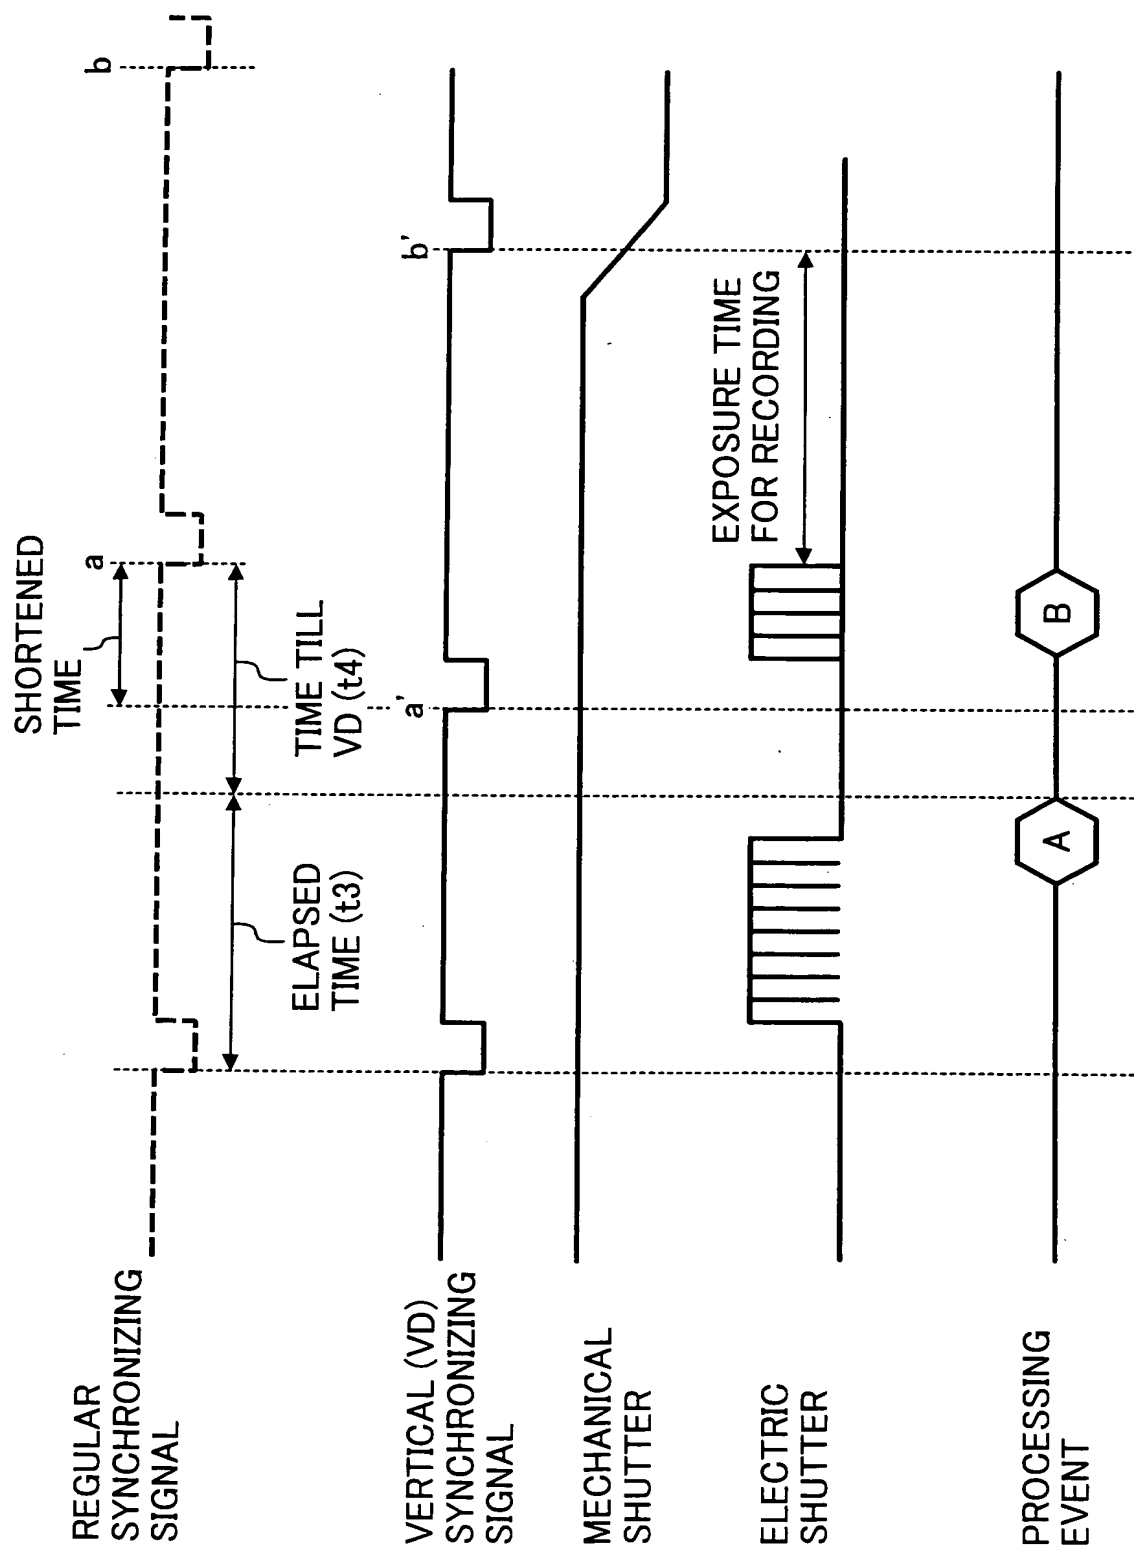 SHORTENED
TIME
a
b
REGULAR
SYNCHRONIZING
SIGNAL
ELAPSED
TIME (t3)
TIME TILL
VD (t4)
a'
b'
VERTICAL (VD)
SYNCHRONIZING
SIGNAL
MECHANICAL
SHUTTER
EXPOSURE TIME
FOR RECORDING
ELECTRIC
SHUTTER
A
B
PROCESSING
EVENT